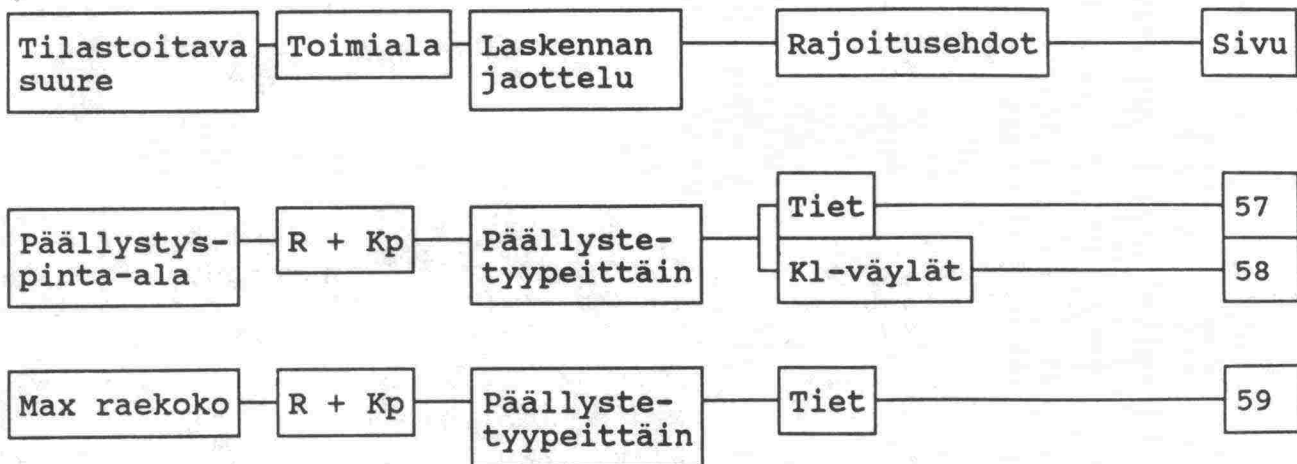 Tilastoitava suure Toimiala Laskennan jaottelu Rajoitusehdot Sivu
Päällystys-pinta-ala R + Kp Päällyste-tyypeittäin Tiet 57
Kl-väylät 58
Max raekoko R + Kp Päällyste-tyypeittäin Tiet 59